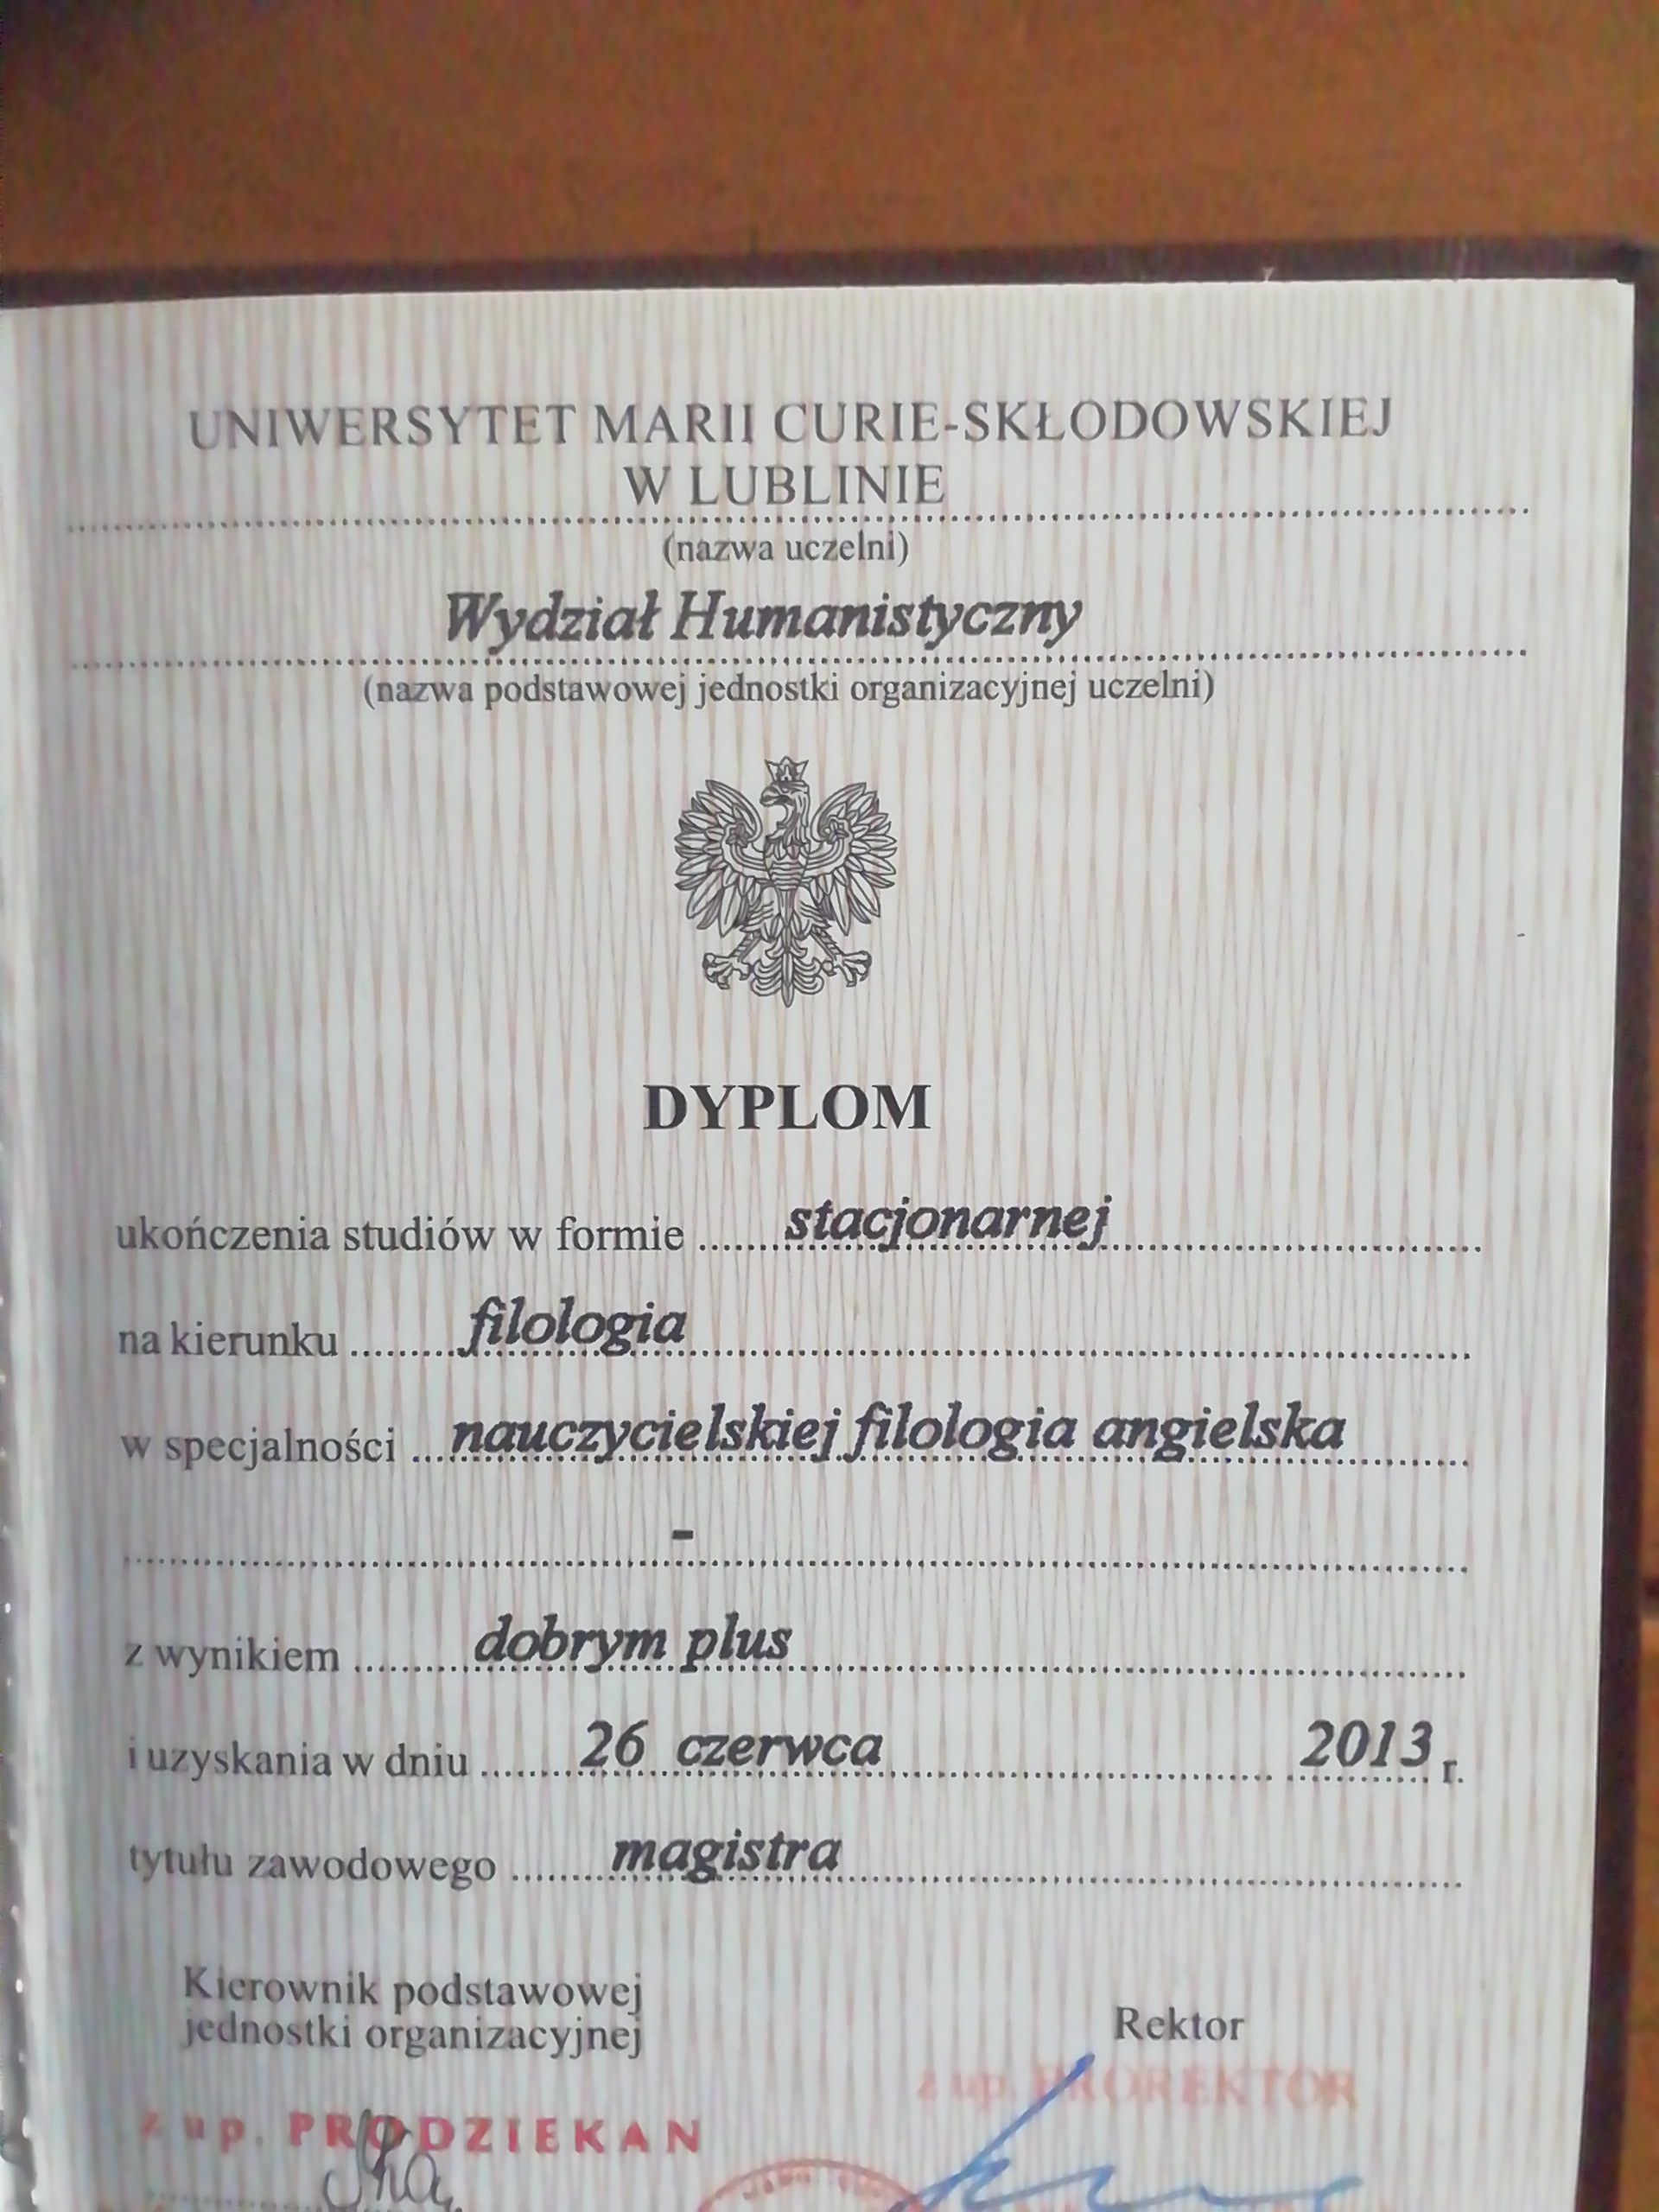 UNIWERSYTET MARII CURIE-SKŁODOWSKIEJ
W LUBLINIE
(nazwa uczelni)
Wydział Humanistyczny
(nazwa podstawowej jednostki organizacyjnej uczelni)
DYPLOM
ukończenia studiów w formie stacjonarnej
na kierunku filologia
w specjalności nauczycielskiej filologia angielska
-
z wynikiem dobrym plus
i uzyskania w dniu 26 czerwca 2013 r.
tytułu zawodowego magistra
Kierownik podstawowej
jednostki organizacyjnej
Rektor
z up. PROREKTOR
z up. PRODZIEKAN